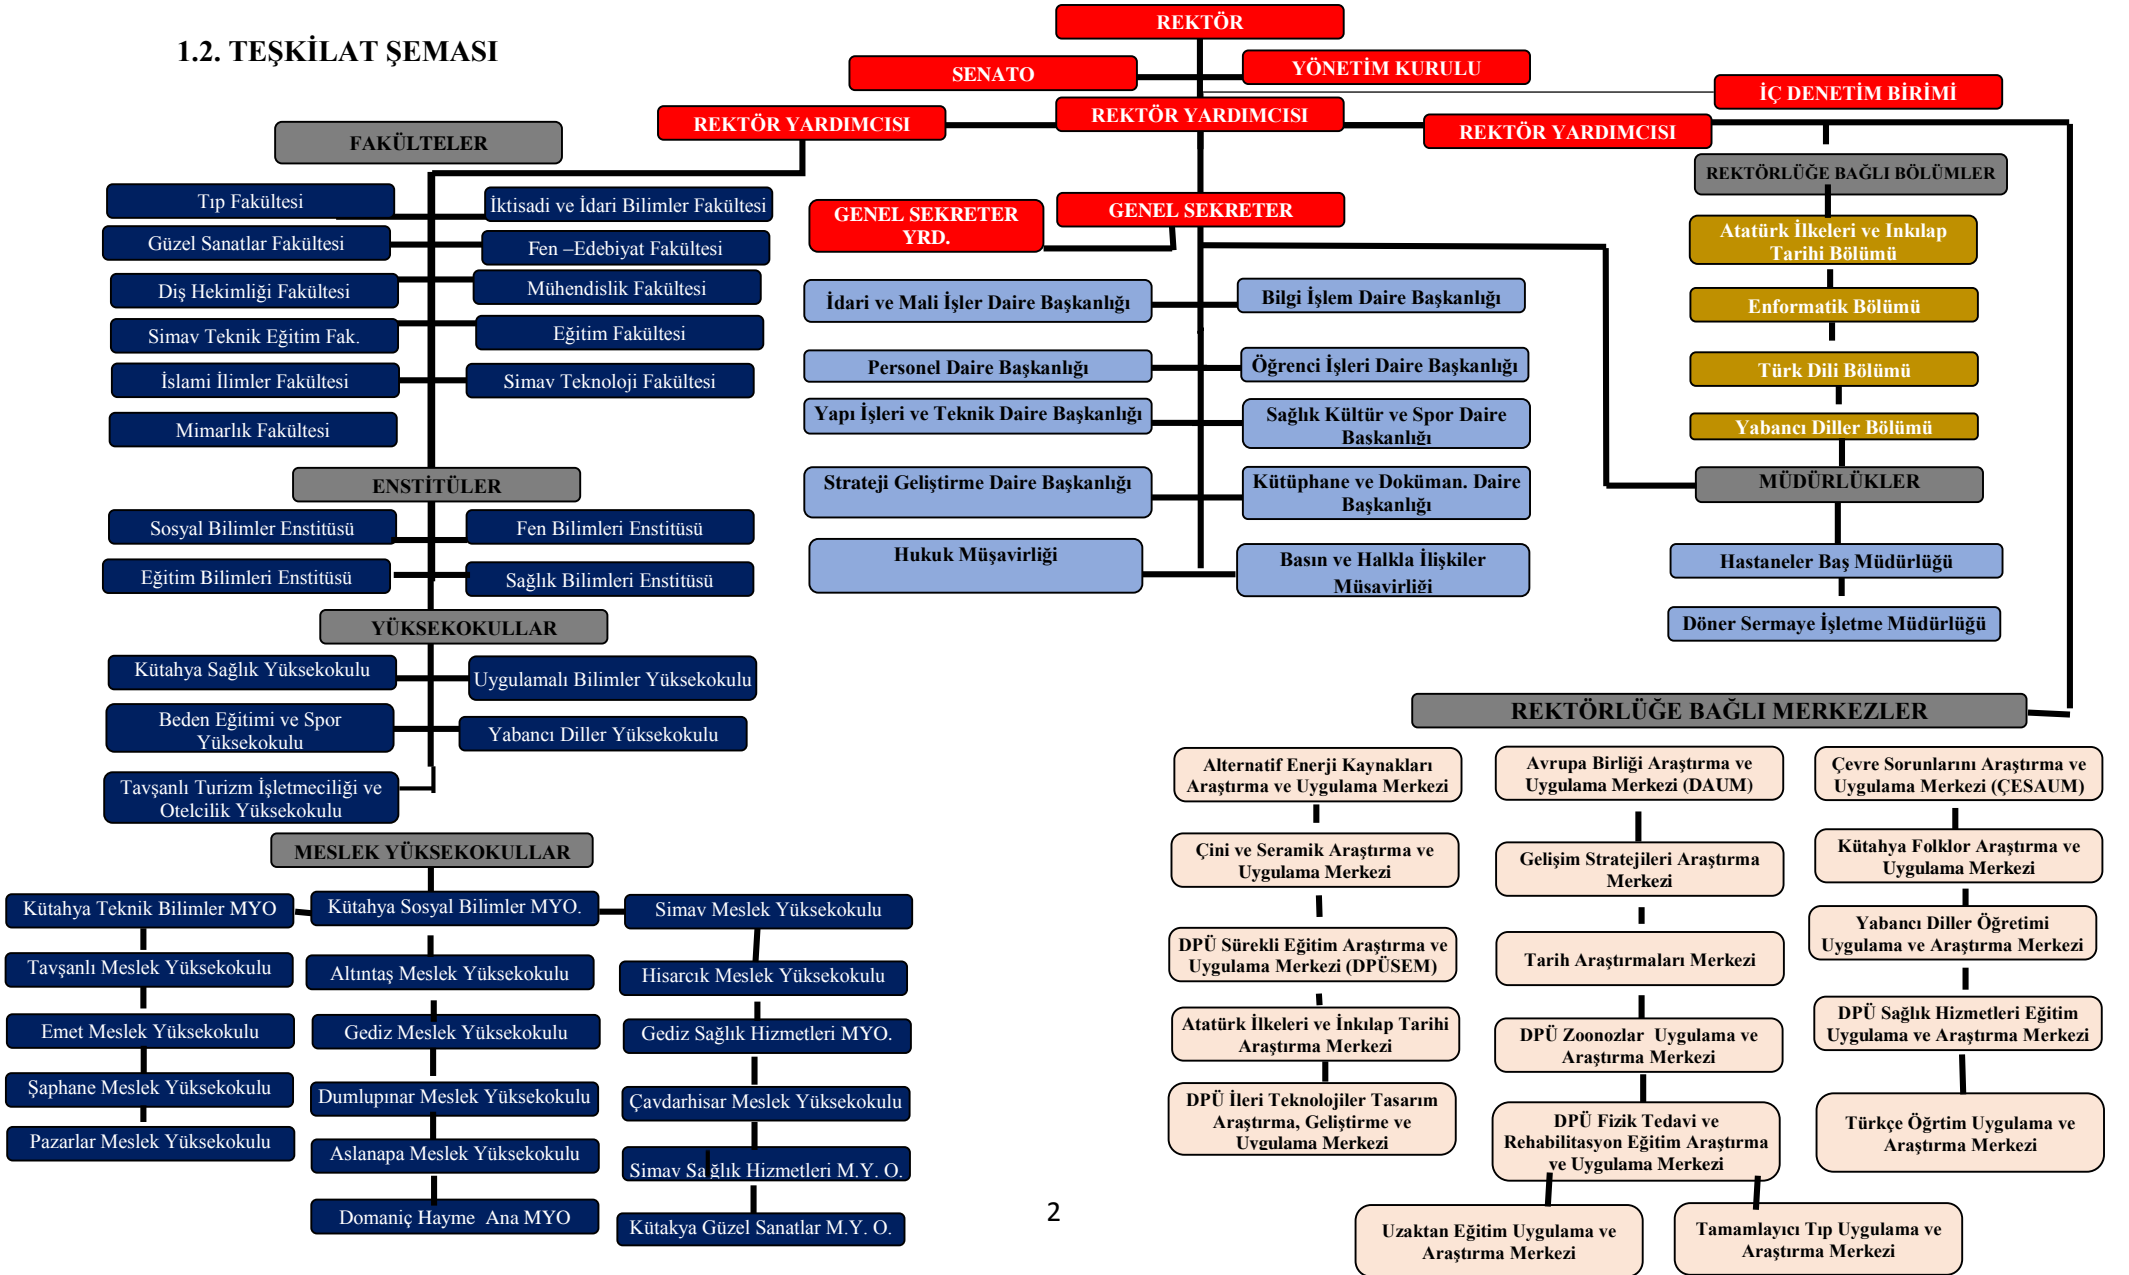 1.2. TEŞKİLAT ŞEMASI
REKTÖR
SENATO
YÖNETİM KURULU
İÇ DENETİM BİRİMİ
REKTÖR YARDIMCISI
REKTÖR YARDIMCISI
REKTÖR YARDIMCISI
GENEL SEKRETER
YRD.
GENEL SEKRETER
FAKÜLTELER
Tıp Fakültesi
İktisadi ve İdari Bilimler Fakültesi
Güzel Sanatlar Fakültesi
Fen –Edebiyat Fakültesi
Diş Hekimliği Fakültesi
Mühendislik Fakültesi
Simav Teknik Eğitim Fak.
Eğitim Fakültesi
İslami İlimler Fakültesi
Simav Teknoloji Fakültesi
Mimarlık Fakültesi
ENSTİTÜLER
Sosyal Bilimler Enstitüsü
Fen Bilimleri Enstitüsü
Eğitim Bilimleri Enstitüsü
Sağlık Bilimleri Enstitüsü
YÜKSEKOKULLAR
Kütahya Sağlık Yüksekokulu
Uygulamalı Bilimler Yüksekokulu
Beden Eğitimi ve Spor
Yüksekokulu
Yabancı Diller Yüksekokulu
Tavşanlı Turizm İşletmeciliği ve
Otelcilik Yüksekokulu
MESLEK YÜKSEKOKULLAR
Kütahya Teknik Bilimler MYO
Kütahya Sosyal Bilimler MYO.
Simav Meslek Yüksekokulu
Tavşanlı Meslek Yüksekokulu
Altıntaş Meslek Yüksekokulu
Hisarcık Meslek Yüksekokulu
Emet Meslek Yüksekokulu
Gediz Meslek Yüksekokulu
Gediz Sağlık Hizmetleri MYO.
Şaphane Meslek Yüksekokulu
Dumlupınar Meslek Yüksekokulu
Çavdarhisar Meslek Yüksekokulu
Pazarlar Meslek Yüksekokulu
Aslanapa Meslek Yüksekokulu
Simav Sağlık Hizmetleri M.Y. O.
Domaniç Hayme Ana MYO
Kütakya Güzel Sanatlar M.Y. O.
İdari ve Mali İşler Daire Başkanlığı
Bilgi İşlem Daire Başkanlığı
Personel Daire Başkanlığı
Öğrenci İşleri Daire Başkanlığı
Yapı İşleri ve Teknik Daire Başkanlığı
Sağlık Kültür ve Spor Daire
Başkanlığı
Strateji Geliştirme Daire Başkanlığı
Kütüphane ve Doküman. Daire
Başkanlığı
Hukuk Müşavirliği
Basın ve Halkla İlişkiler
Müşavirliği
REKTÖRLÜĞE BAĞLI BÖLÜMLER
Atatürk İlkeleri ve Inkılap
Tarihi Bölümü
Enformatik Bölümü
Türk Dili Bölümü
Yabancı Diller Bölümü
MÜDÜRLÜKLER
Hastaneler Baş Müdürlüğü
Döner Sermaye İşletme Müdürlüğü
REKTÖRLÜĞE BAĞLI MERKEZLER
Alternatif Enerji Kaynakları
Araştırma ve Uygulama Merkezi
Avrupa Birliği Araştırma ve
Uygulama Merkezi (DAUM)
Çevre Sorunlarını Araştırma ve
Uygulama Merkezi (ÇESAUM)
Çini ve Seramik Araştırma ve
Uygulama Merkezi
Gelişim Stratejileri Araştırma
Merkezi
Kütahya Folklor Araştırma ve
Uygulama Merkezi
DPÜ Sürekli Eğitim Araştırma ve
Uygulama Merkezi (DPÜSEM)
Tarih Araştırmaları Merkezi
Yabancı Diller Öğretimi
Uygulama ve Araştırma Merkezi
Atatürk İlkeleri ve İnkılap Tarihi
Araştırma Merkezi
DPÜ Zoonozlar Uygulama ve
Araştırma Merkezi
DPÜ Sağlık Hizmetleri Eğitim
Uygulama ve Araştırma Merkezi
DPÜ İleri Teknolojiler Tasarım
Araştırma, Geliştirme ve
Uygulama Merkezi
DPÜ Fizik Tedavi ve
Rehabilitasyon Eğitim Araştırma
ve Uygulama Merkezi
Türkçe Öğrtim Uygulama ve
Araştırma Merkezi
Uzaktan Eğitim Uygulama ve
Araştırma Merkezi
Tamamlayıcı Tıp Uygulama ve
Araştırma Merkezi
2